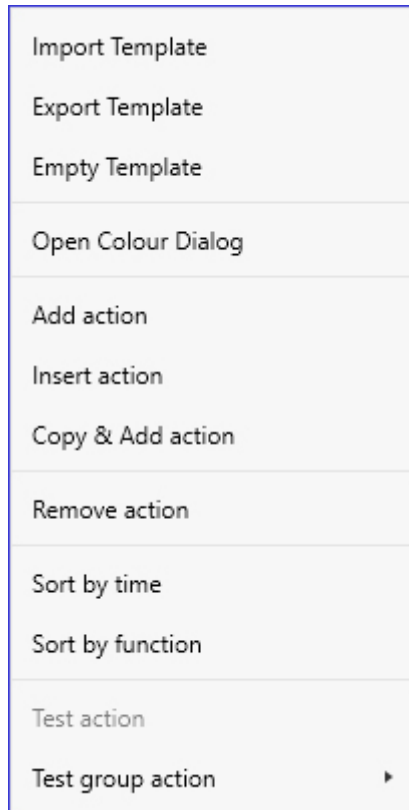 Import Template
Export Template
Empty Template
Open Colour Dialog
Add action
Insert action
Copy & Add action
Remove action
Sort by time
Sort by function
Test action
Test group action